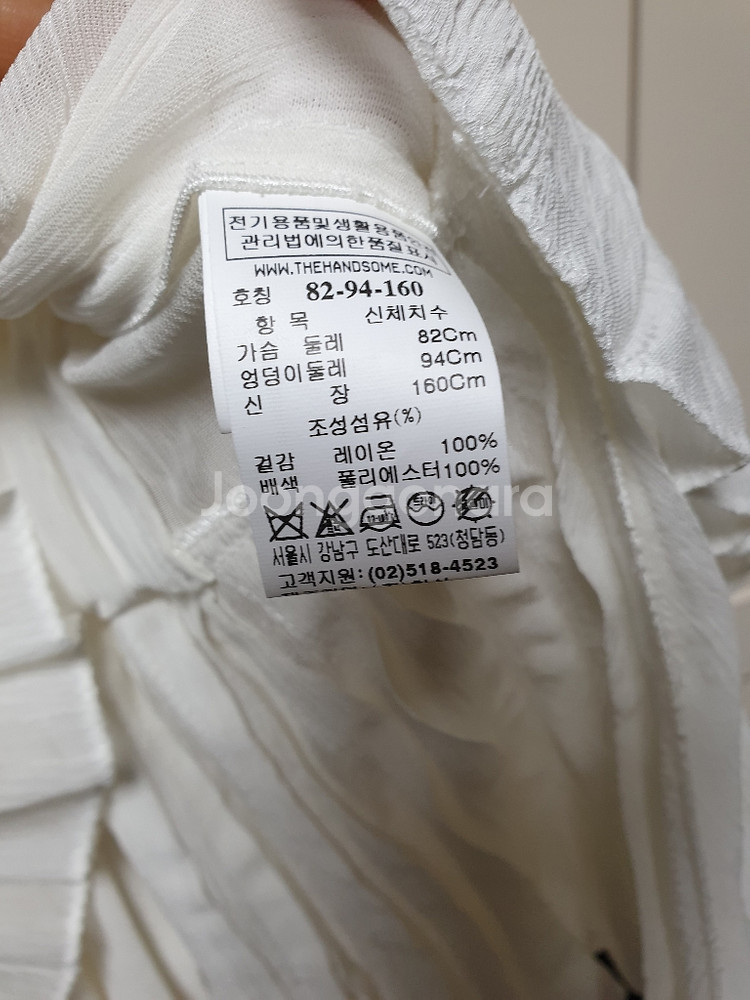 전기용품및생활용품
관리법에의한품질표시
WWW.THEHANDSOME.COM
호칭 82-94-160
항 목 신체치수
가슴 둘레 82Cm
엉덩이둘레 94Cm
신 장 160Cm
조성섬유(%)
겉감 레이온 100%
배색 폴리에스터100%
Joonggonara
서울시 강남구 도산대로 523(청담동)
고객지원:(02)518-4523